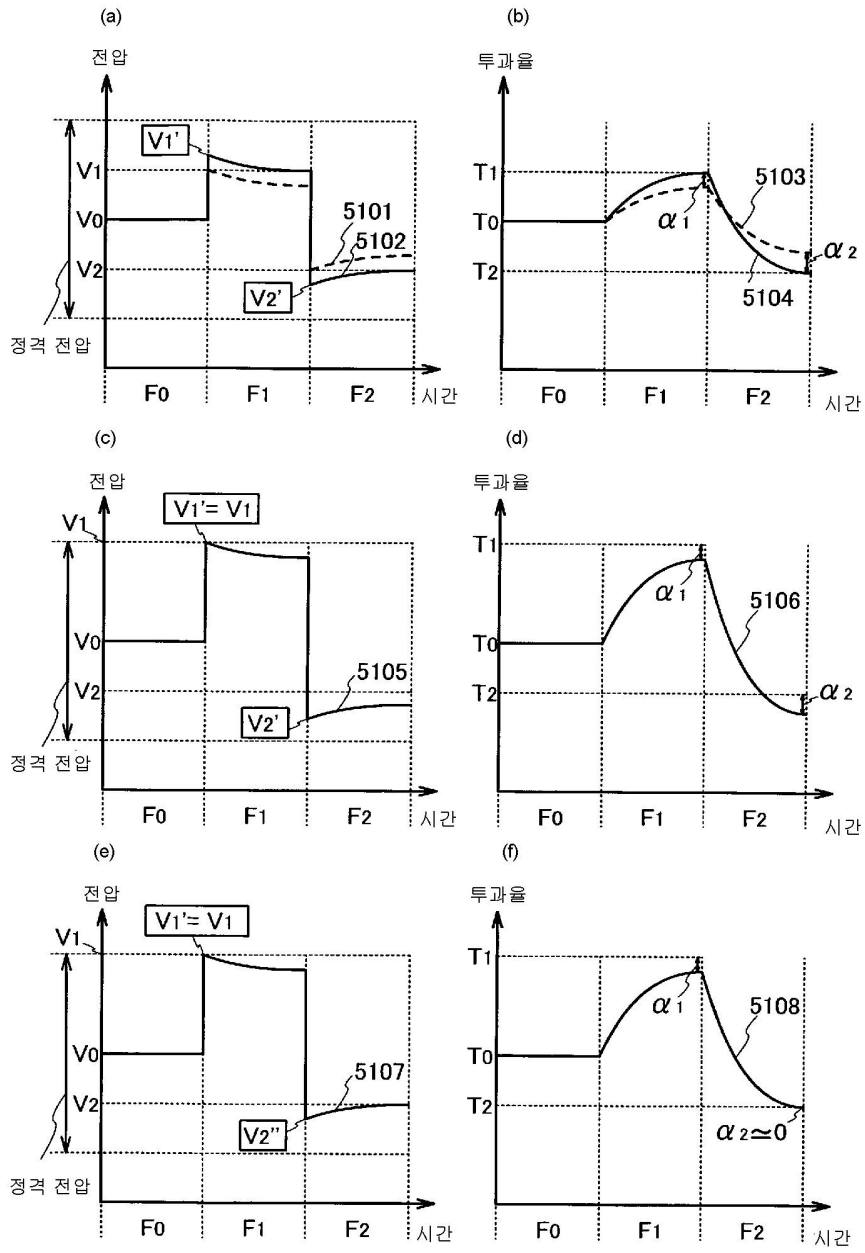 (a)
전압
V1'
V1
V0
V2
5101
5102
V2'
정격 전압
F0
F1
F2
시간
(b)
투과율
T1
T0
T2
α1
5103
α2
5104
F0
F1
F2
시간
(c)
전압
V1
V1'= V1
V0
V2
5105
V2'
정격 전압
F0
F1
F2
시간
(d)
투과율
T1
α1
5106
T0
T2
α2
F0
F1
F2
시간
(e)
전압
V1
V1'= V1
V0
V2
5107
V2''
정격 전압
F0
F1
F2
시간
(f)
투과율
T1
α1
5108
T0
T2
α2≃0
F0
F1
F2
시간